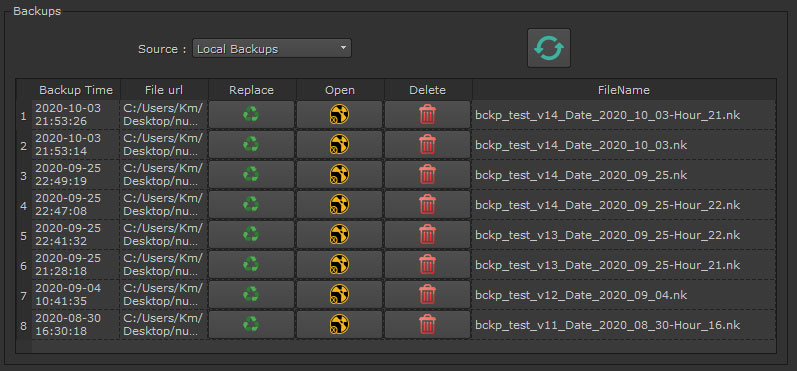 Backups
Source : Local Backups
Backup Time File url Replace Open Delete FileName
1 2020-10-03 21:53:26 C:/Users/Km/ Desktop/nu... bckp_test_v14_Date_2020_10_03-Hour_21.nk
2 2020-10-03 21:53:14 C:/Users/Km/ Desktop/nu... bckp_test_v14_Date_2020_10_03.nk
3 2020-09-25 22:49:19 C:/Users/Km/ Desktop/nu... bckp_test_v14_Date_2020_09_25.nk
4 2020-09-25 22:47:08 C:/Users/Km/ Desktop/nu... bckp_test_v14_Date_2020_09_25-Hour_22.nk
5 2020-09-25 22:41:32 C:/Users/Km/ Desktop/nu... bckp_test_v13_Date_2020_09_25-Hour_22.nk
6 2020-09-25 21:28:18 C:/Users/Km/ Desktop/nu... bckp_test_v13_Date_2020_09_25-Hour_21.nk
7 2020-09-04 10:41:35 C:/Users/Km/ Desktop/nu... bckp_test_v12_Date_2020_09_04.nk
8 2020-08-30 16:30:18 C:/Users/Km/ Desktop/nu... bckp_test_v11_Date_2020_08_30-Hour_16.nk